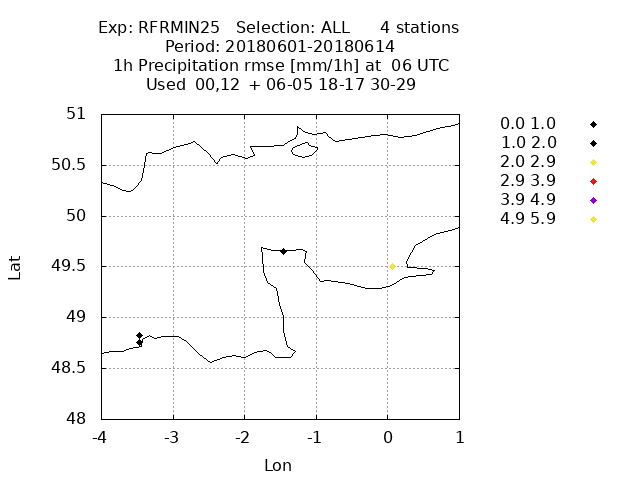 Exp: RFRMIN25 Selection: ALL 4 stations
Period: 20180601-20180614
1h Precipitation rmse [mm/1h] at 06 UTC
Used 00,12 + 06-05 18-17 30-29
51
50.5
50
49.5
49
48.5
48
-4 -3 -2 -1 0 1
Lat
Lon
0.0 1.0
1.0 2.0
2.0 2.9
2.9 3.9
3.9 4.9
4.9 5.9